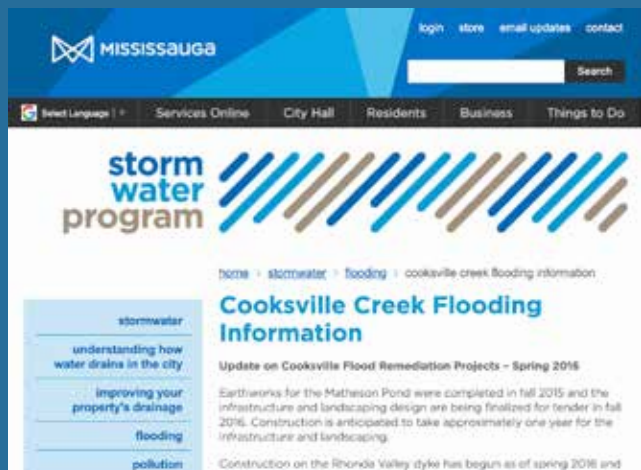 login store email updates contact
MISSISSAUGA
Search
Select Language
Services Online City Hall Residents Business Things to Do
storm
water
program
home > stormwater > flooding > cooksville creek flooding information
Cooksville Creek Flooding
Information
stormwater
understanding how
water drains in the city
improving your
property's drainage
flooding
pollution
Update on Cooksville Flood Remediation Projects – Spring 2016
Earthworks for the Matheson Pond were completed in fall 2015 and the
infrastructure and landscaping design are being finalized for tender in fall
2016. Construction is anticipated to take approximately one year for the
infrastructure and landscaping.
Construction on the Rhonda Valley dyke has begun as of spring 2016 and